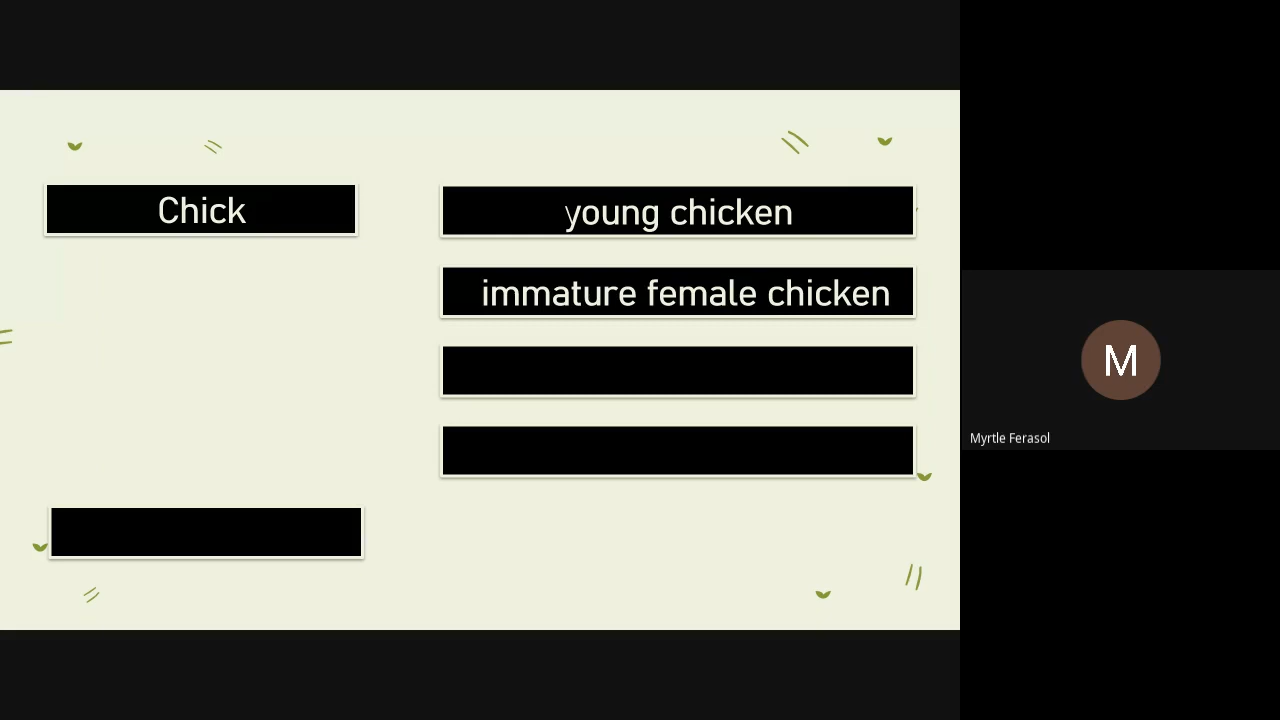 Chick
young chicken
immature female chicken
M
Myrtle Ferasol